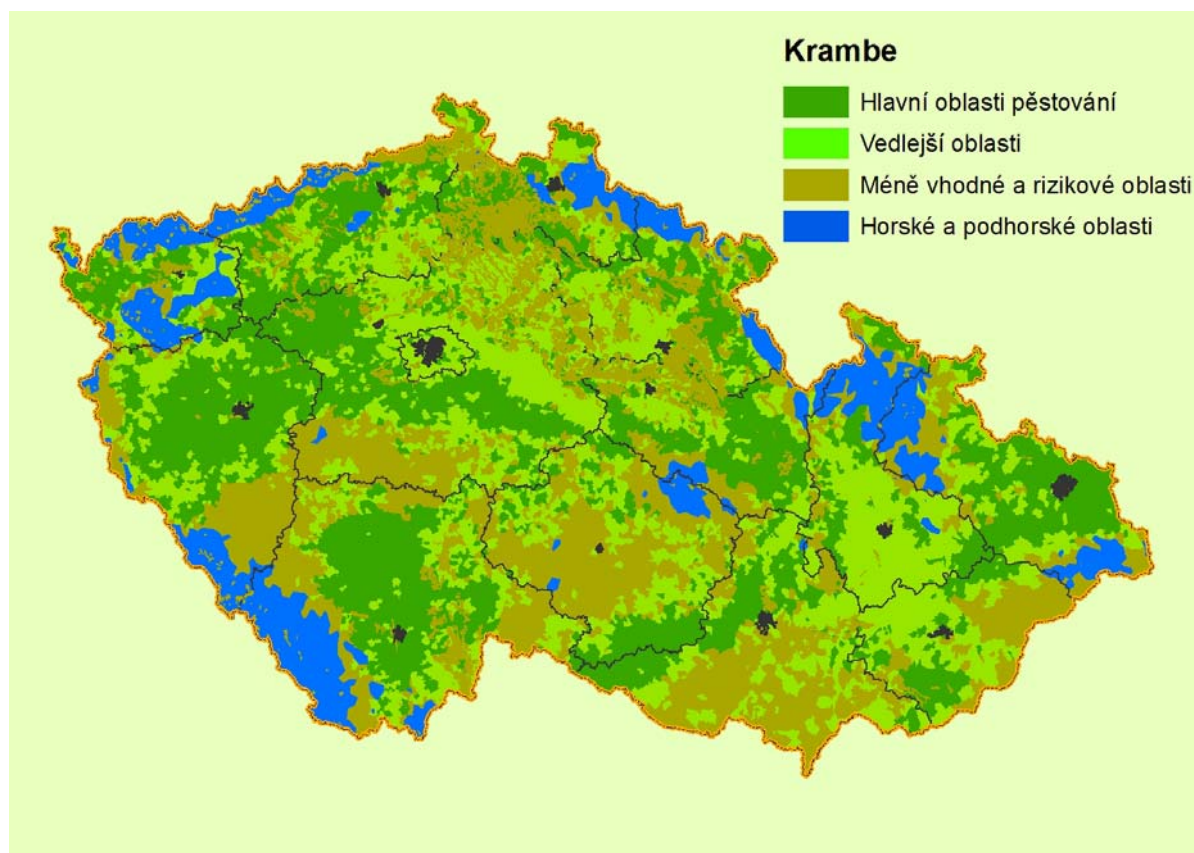 Krambe
Hlavní oblasti pěstování
Vedlejší oblasti
Méně vhodné a rizikové oblasti
Horské a podhorské oblasti